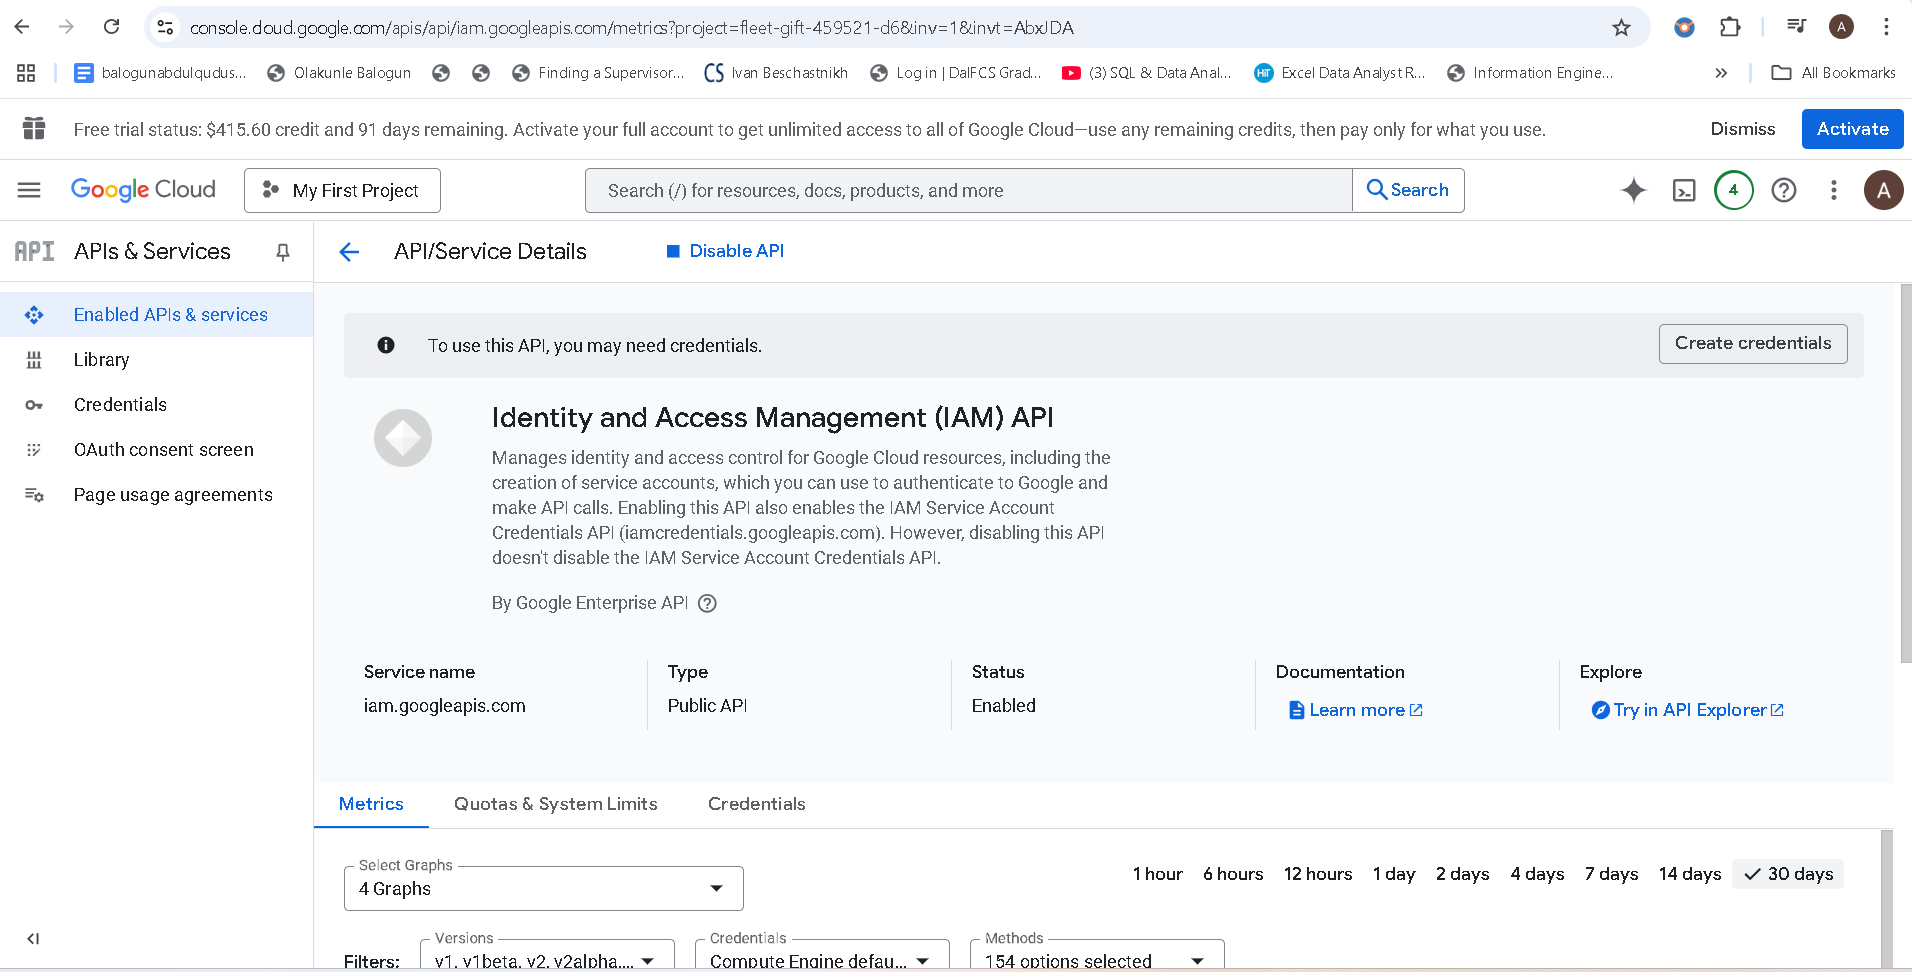 console.cloud.google.com/apis/api/iam.googleapis.com/metrics?project=fleet-gift-459521-d6&inv=1&invt=AbxJDA
A
balogunabdulqudus... Olakunle Balogun Finding a Supervisor... CS Ivan Beschastnikh Log in | DalFCS Grad... (3) SQL & Data Anal... HiT Excel Data Analyst R... Information Engine... » All Bookmarks
Free trial status: $415.60 credit and 91 days remaining. Activate your full account to get unlimited access to all of Google Cloud—use any remaining credits, then pay only for what you use. Dismiss Activate
Google Cloud My First Project Search (/) for resources, docs, products, and more Search 4 A
API APIs & Services
Enabled APIs & services
Library
Credentials
OAuth consent screen
Page usage agreements
API/Service Details Disable API
To use this API, you may need credentials. Create credentials
Identity and Access Management (IAM) API
Manages identity and access control for Google Cloud resources, including the
creation of service accounts, which you can use to authenticate to Google and
make API calls. Enabling this API also enables the IAM Service Account
Credentials API (iamcredentials.googleapis.com). However, disabling this API
doesn't disable the IAM Service Account Credentials API.
By Google Enterprise API
Service name Type Status Documentation Explore
iam.googleapis.com Public API Enabled Learn more Try in API Explorer
Metrics Quotas & System Limits Credentials
Select Graphs
4 Graphs
1 hour 6 hours 12 hours 1 day 2 days 4 days 7 days 14 days 30 days
Versions Credentials Methods
Filters: v1, v1beta, v2, v2alpha,... Compute Engine defau... 154 options selected